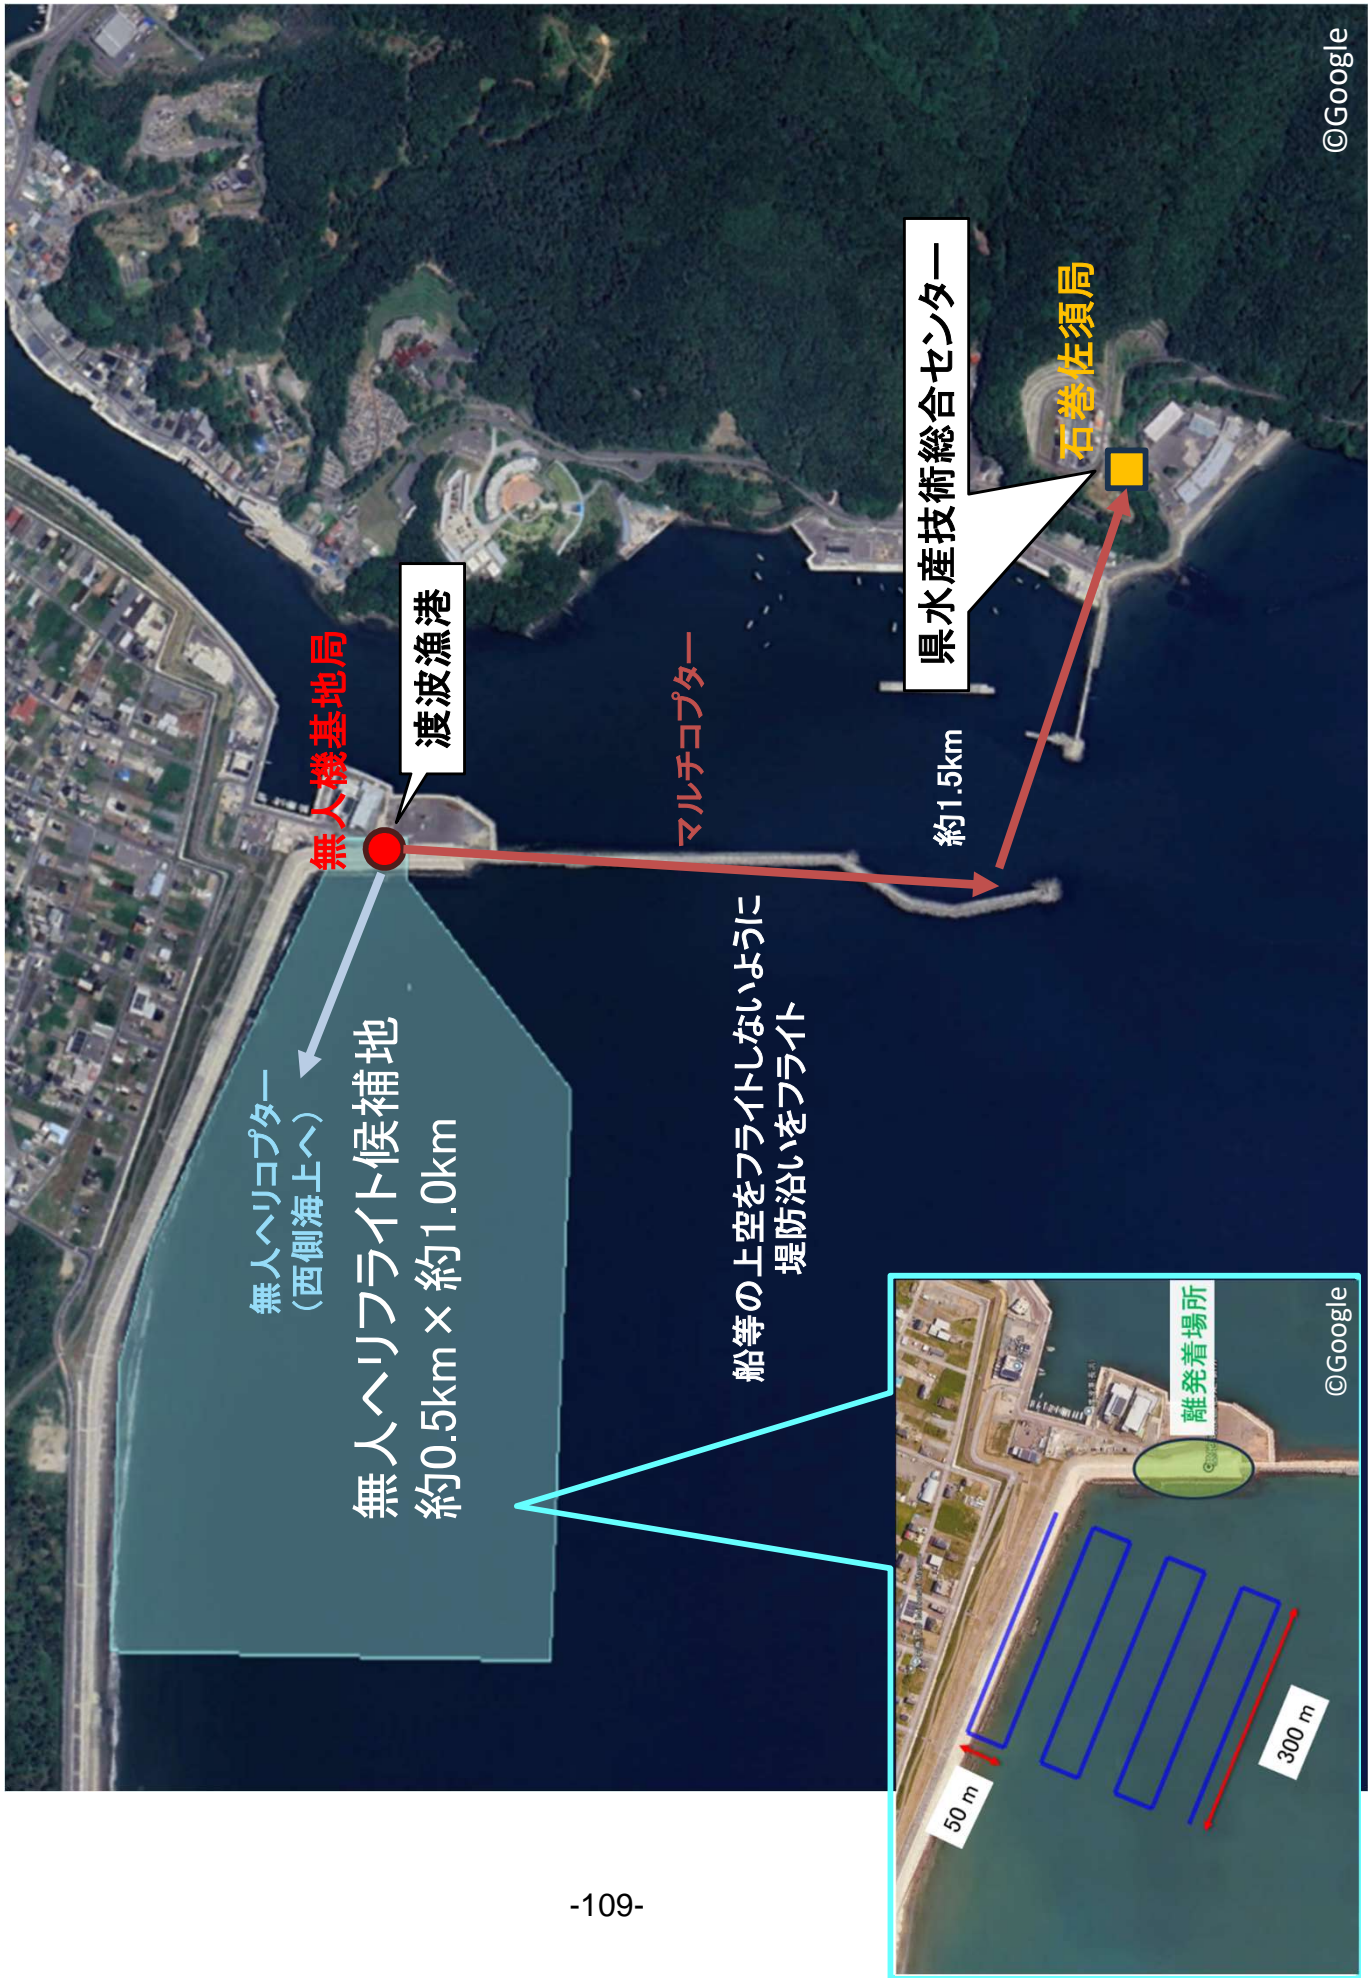 無人機基地局
渡波漁港
無人ヘリコプター
（西側海上へ）
無人ヘリフライト候補地
約0.5km × 約1.0km
マルチコプター
船等の上空をフライトしないように
堤防沿いをフライト
約1.5km
県水産技術総合センター
石巻佐須局
©Google
離発着場所
50 m
300 m
©Google
-109-